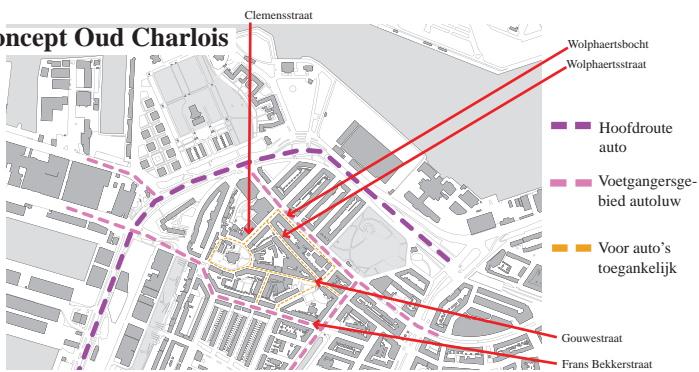 Clemensstraat
oncept Oud Charlois
Wolphaertsbocht
Wolphaertsstraat
Hoofdroute
auto
Voetgangersge-
bied autoluw
Voor auto's
toegankelijk
Gouwestraat
Frans Bekkerstraat